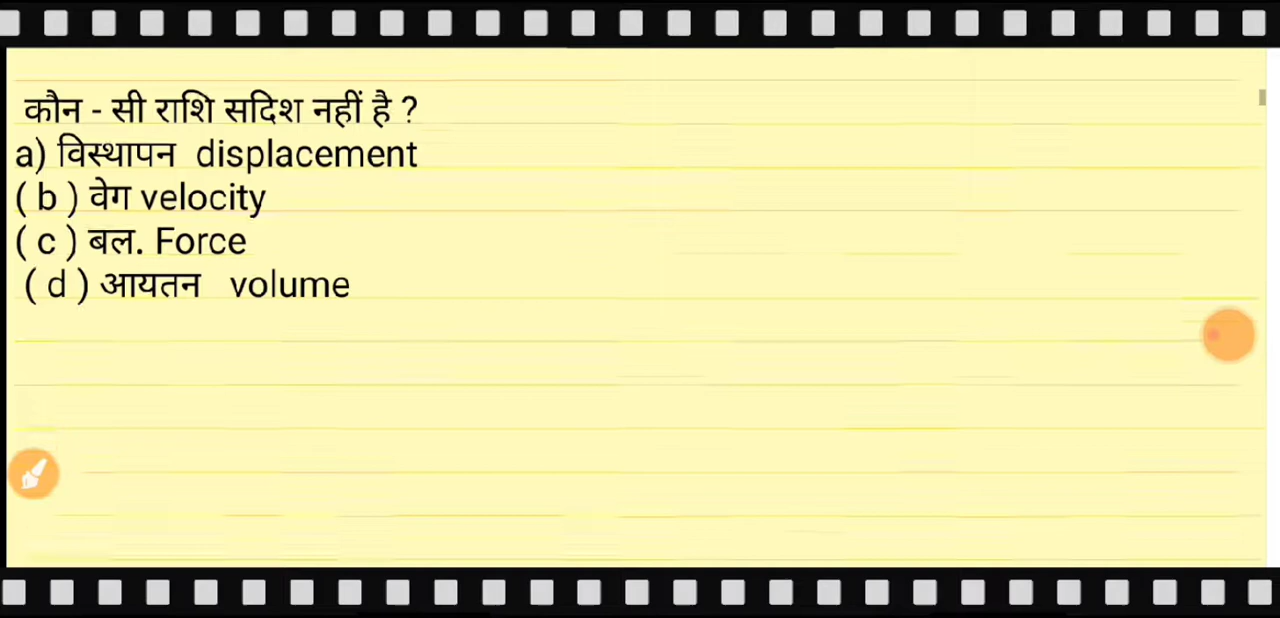 कौन - सी राशि सदिश नहीं है ?
a) विस्थापन displacement
( b ) वेग velocity
( c ) बल. Force
( d ) आयतन volume